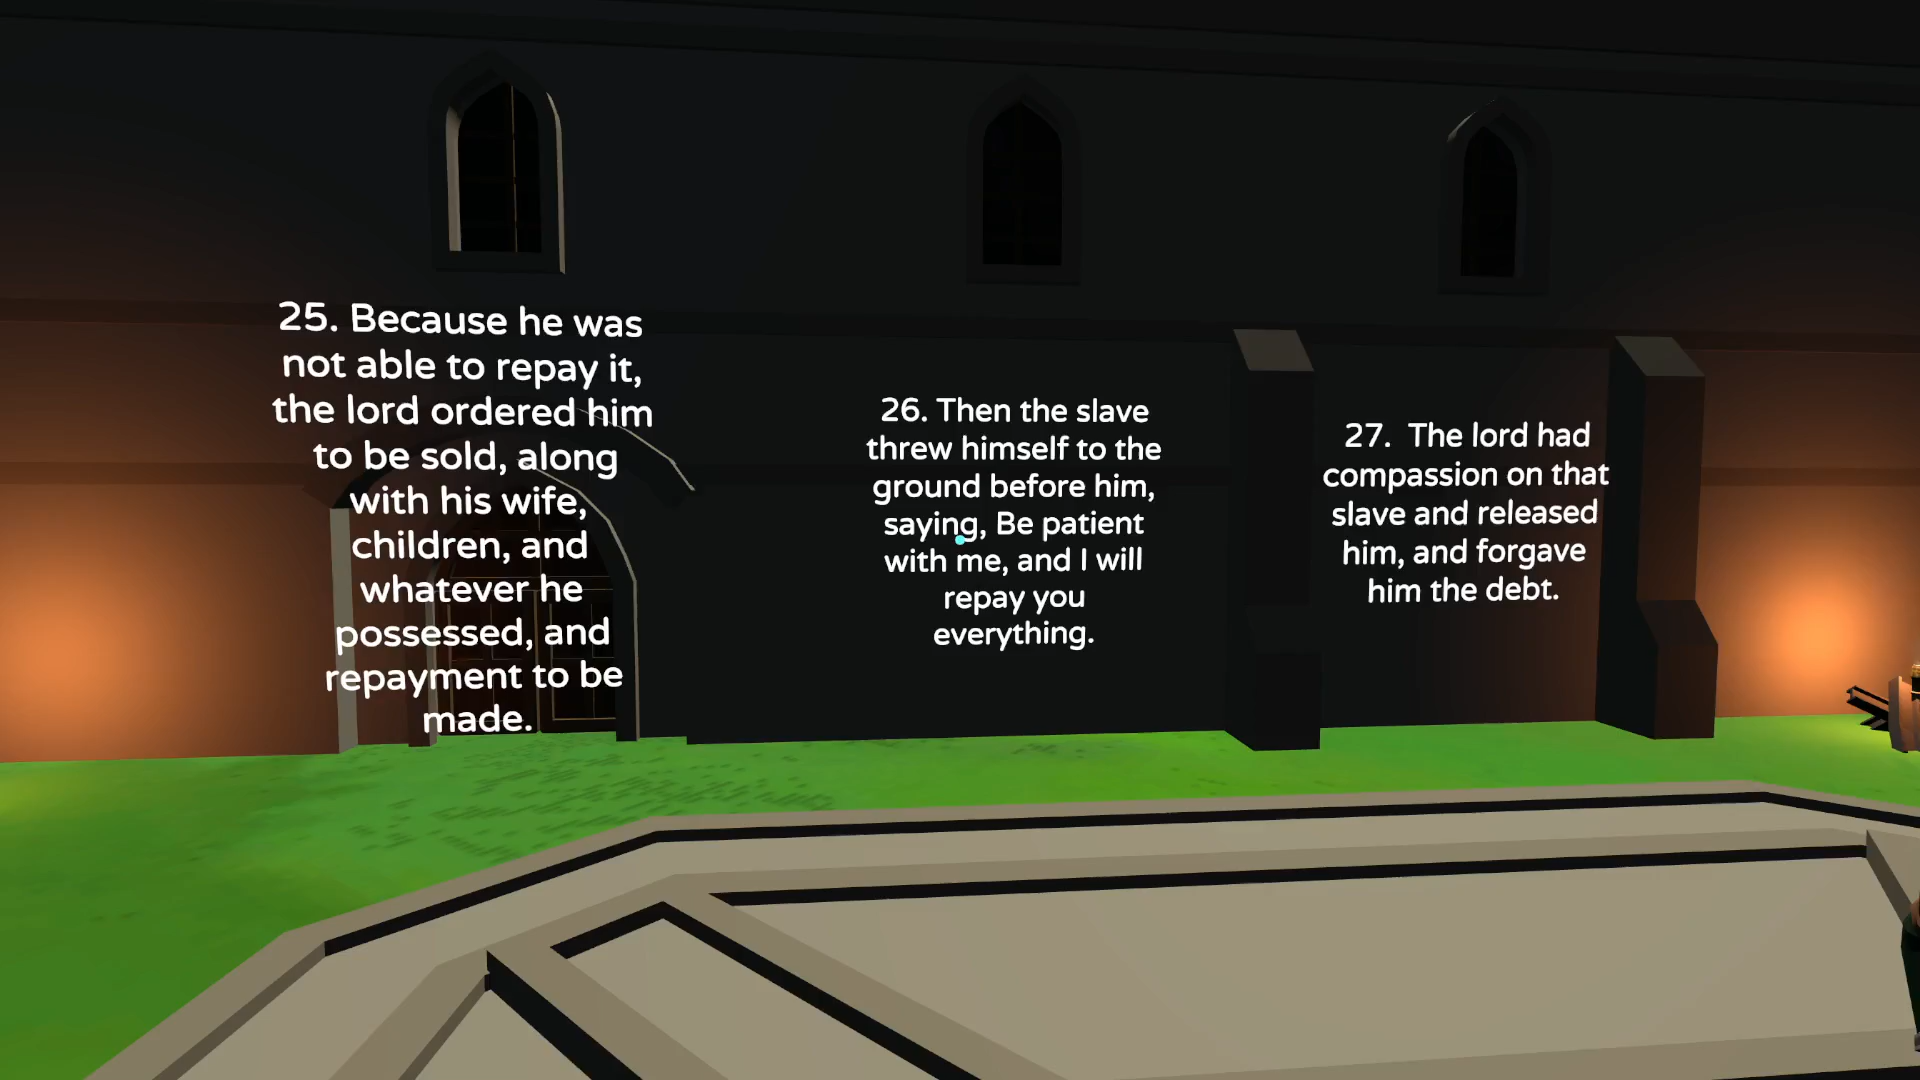 25. Because he was
not able to repay it,
the lord ordered him
to be sold, along
with his wife,
children, and
whatever he
possessed, and
repayment to be
made.
26. Then the slave
threw himself to the
ground before him,
saying, Be patient
with me, and I will
repay you
everything.
27. The lord had
compassion on that
slave and released
him, and forgave
him the debt.